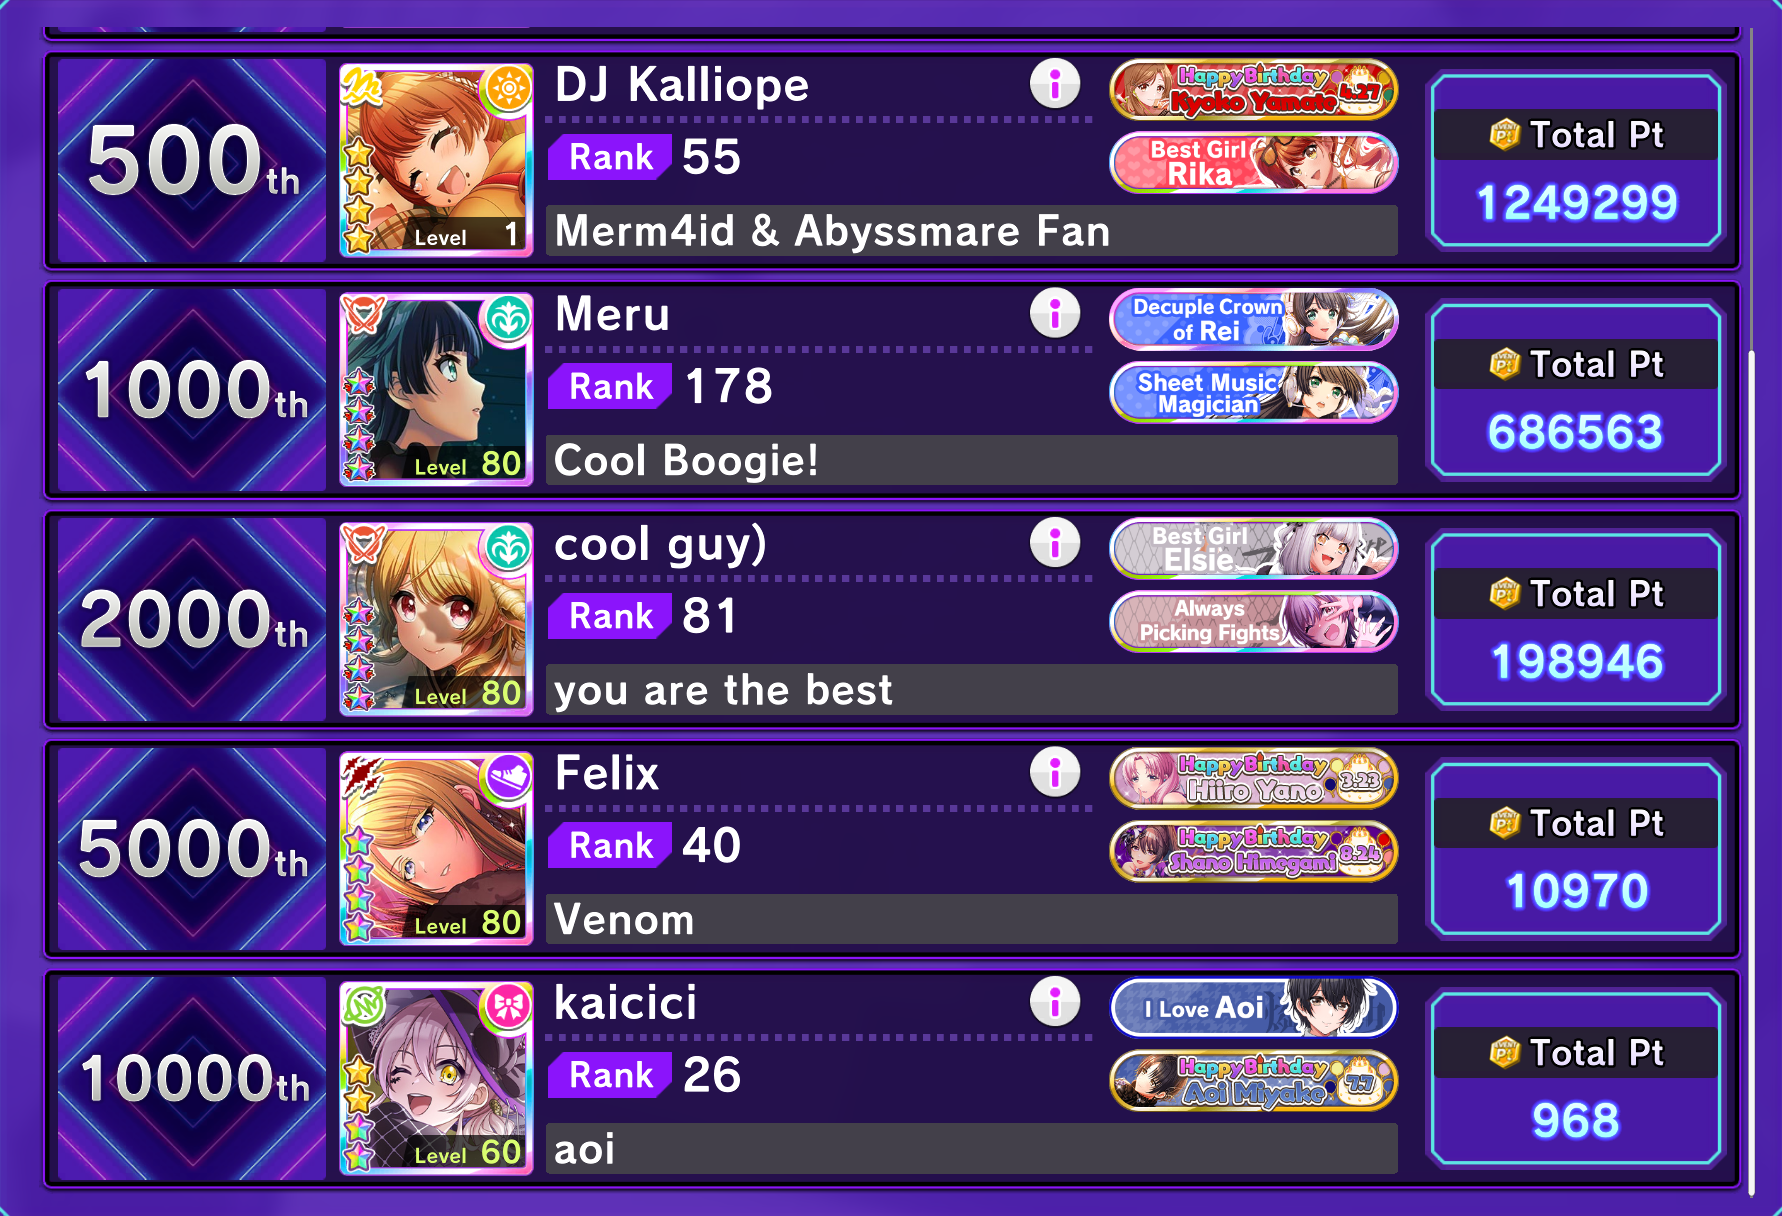 500th
Level 1
DJ Kalliope
Rank 55
Merm4id & Abyssmare Fan
Happy Birthday
Kyoko Yamate
4.27
Best Girl
Rika
Total Pt
1249299
1000th
Level 80
Meru
Rank 178
Cool Boogie!
Decuple Crown
of Rei
Sheet Music
Magician
Total Pt
686563
2000th
Level 80
cool guy)
Rank 81
you are the best
Best Girl
Elsie
Always
Picking Fights
Total Pt
198946
5000th
Level 80
Felix
Rank 40
Venom
Happy Birthday
Hiiro Yano
3.23
Happy Birthday
Shano Himegami
8.24
Total Pt
10970
10000th
Level 60
kaicici
Rank 26
aoi
I Love Aoi
Happy Birthday
Aoi Miyake
7.7
Total Pt
968